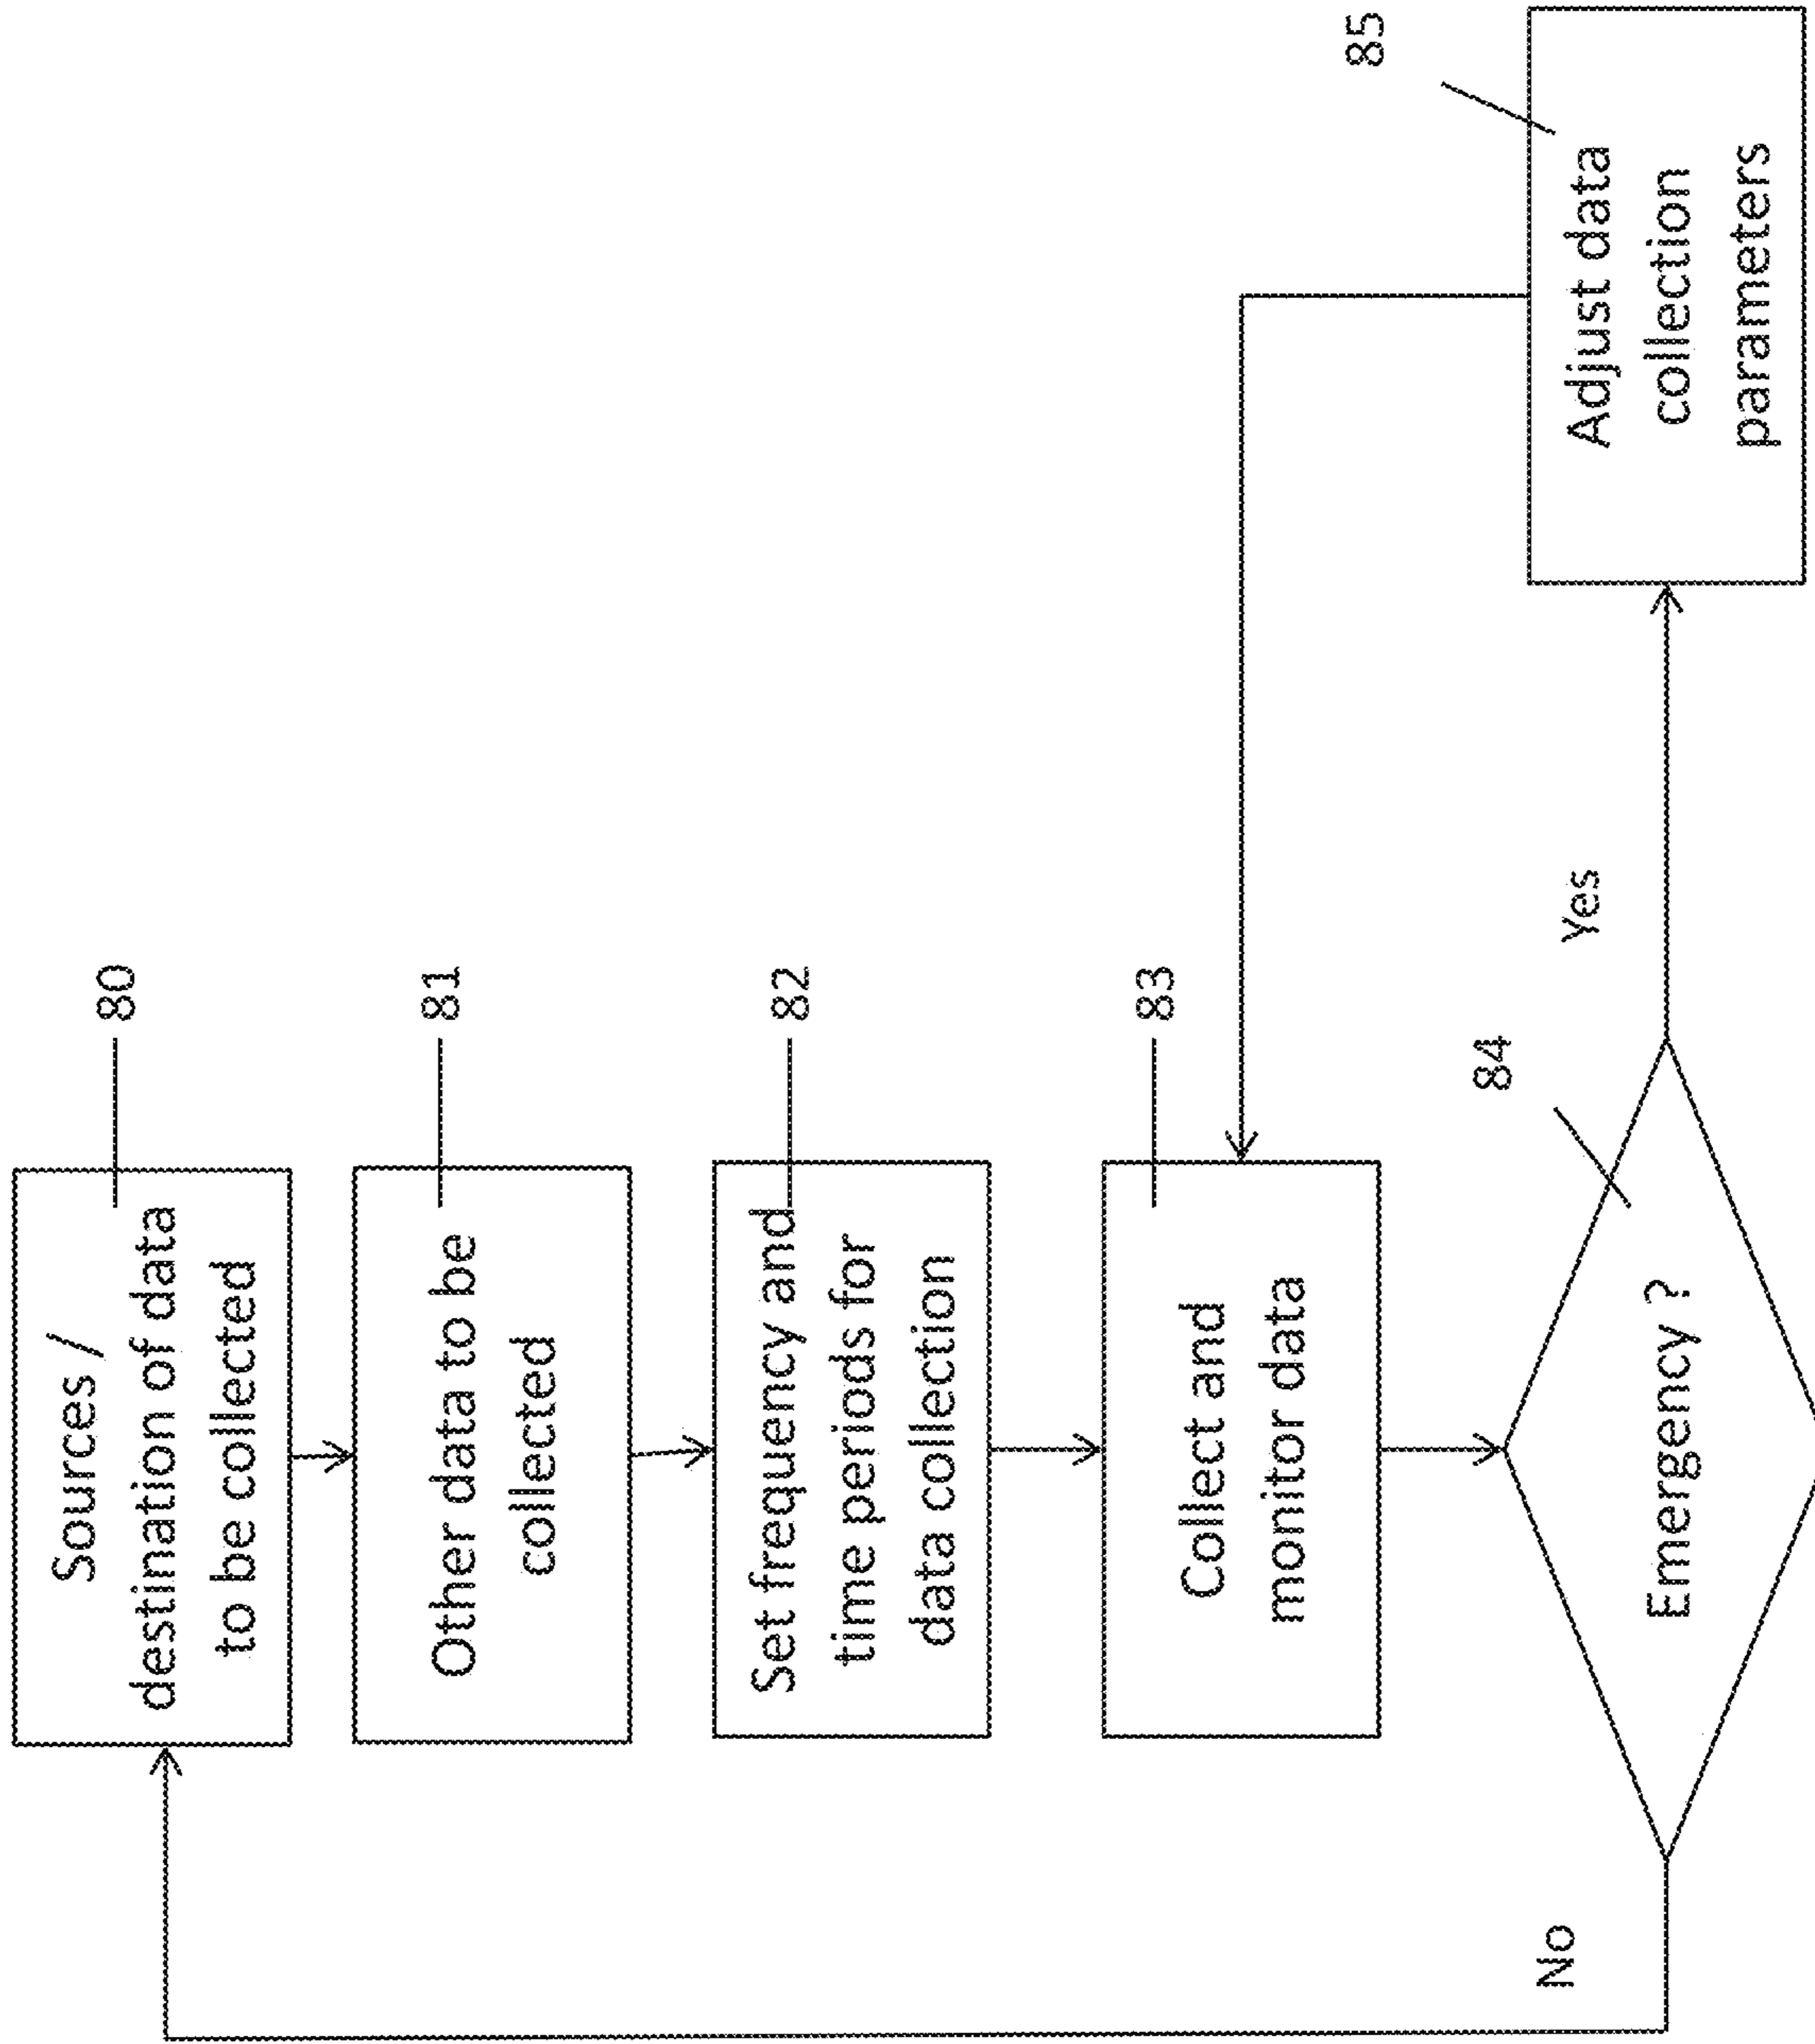 Sources /
destination of data
to be collected
80
Other data to be
collected
81
Set frequency and
time periods for
data collection
82
Collect and
monitor data
83
Emergency ?
84
No
Yes
Adjust data
collection
parameters
85